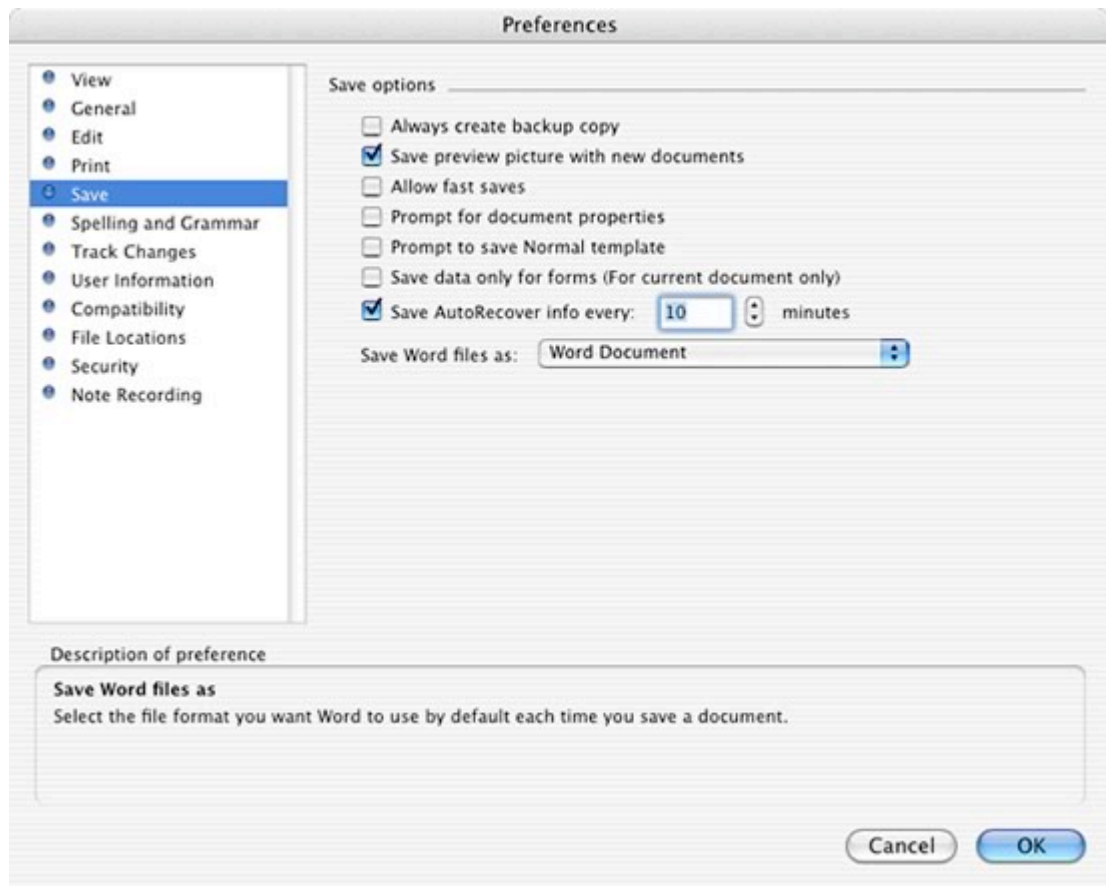 Preferences
View
General
Edit
Print
Save
Spelling and Grammar
Track Changes
User Information
Compatibility
File Locations
Security
Note Recording
Save options
Always create backup copy
Save preview picture with new documents
Allow fast saves
Prompt for document properties
Prompt to save Normal template
Save data only for forms (For current document only)
Save AutoRecover info every: 10 minutes
Save Word files as: Word Document
Description of preference
Save Word files as
Select the file format you want Word to use by default each time you save a document.
Cancel OK